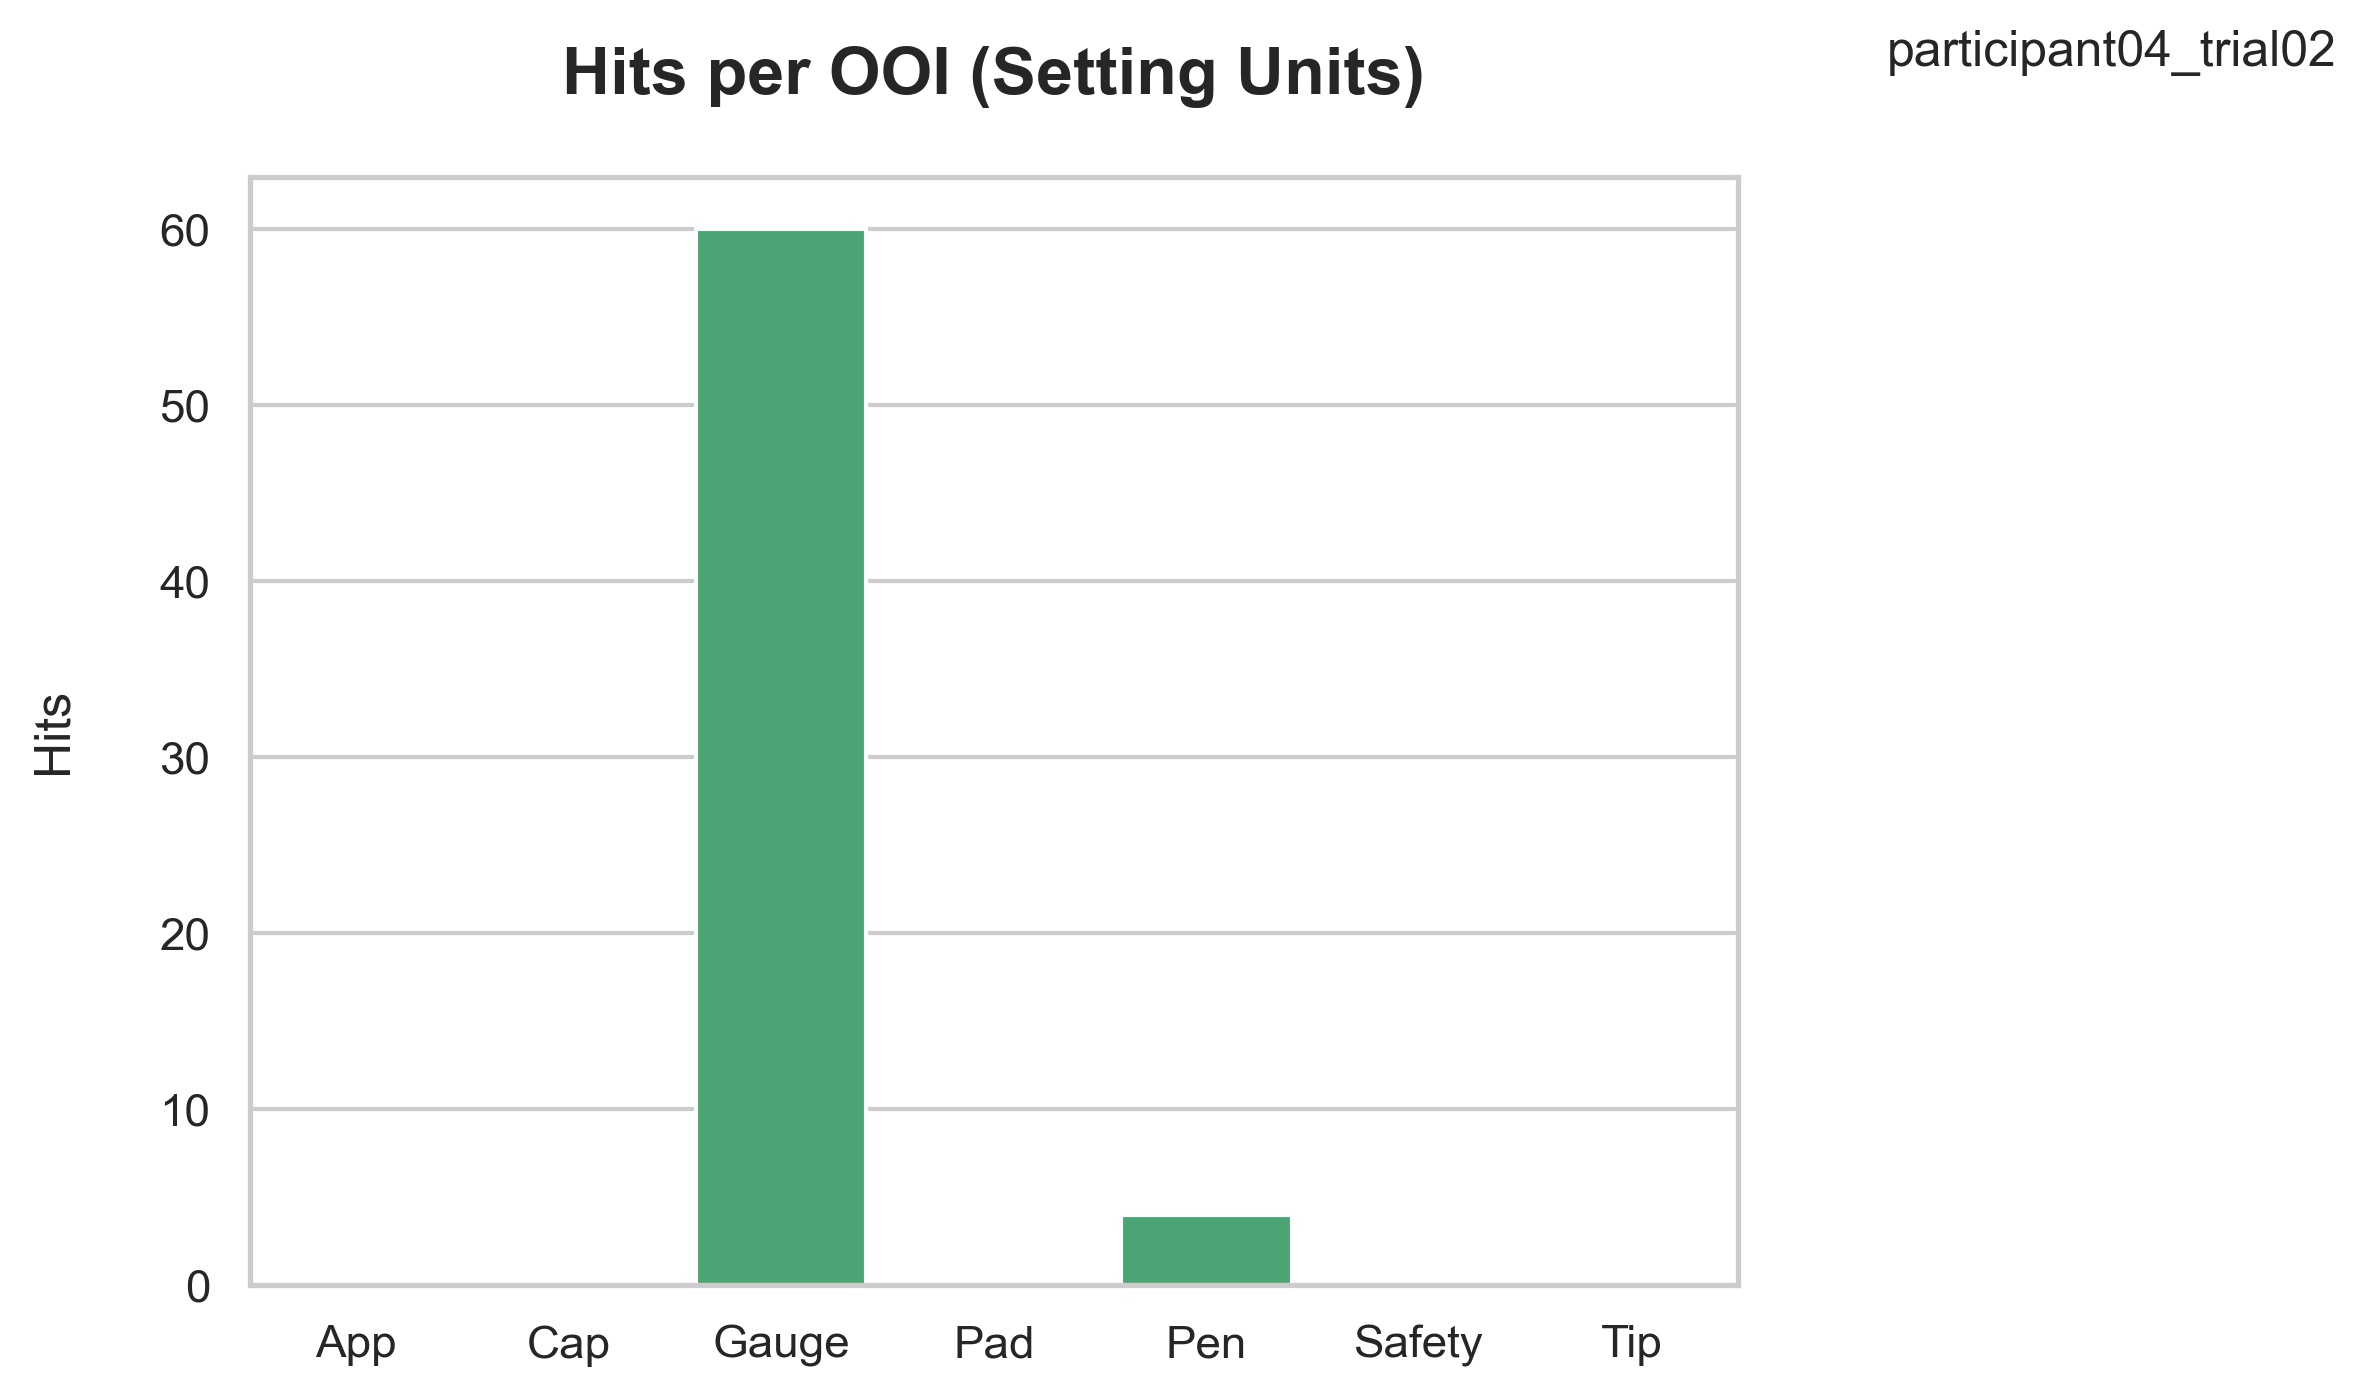 participant04_trial02
Hits per OOI (Setting Units)
Hits
60
50
40
30
20
10
0
App Cap Gauge Pad Pen Safety Tip